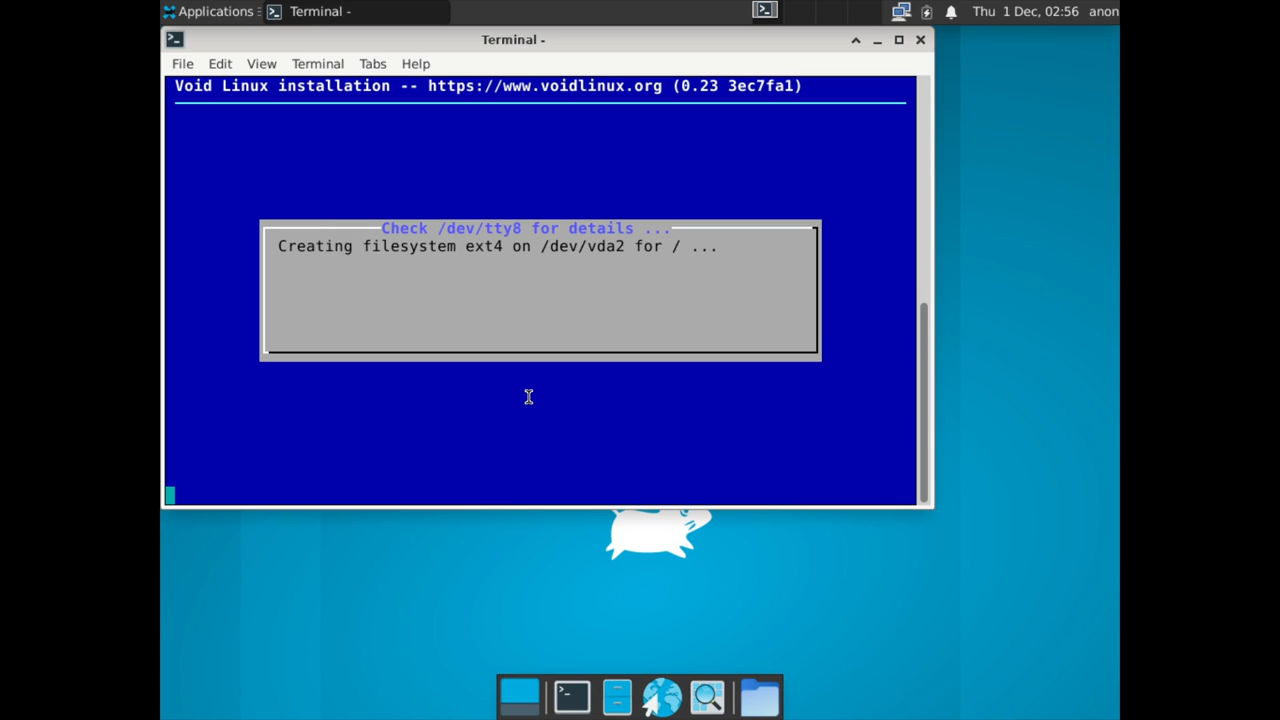 Applications
Terminal -
Thu 1 Dec, 02:56
anon
Terminal -
File Edit View Terminal Tabs Help
Void Linux installation -- https://www.voidlinux.org (0.23 3ec7fa1)
Check /dev/tty8 for details ...
Creating filesystem ext4 on /dev/vda2 for / ...